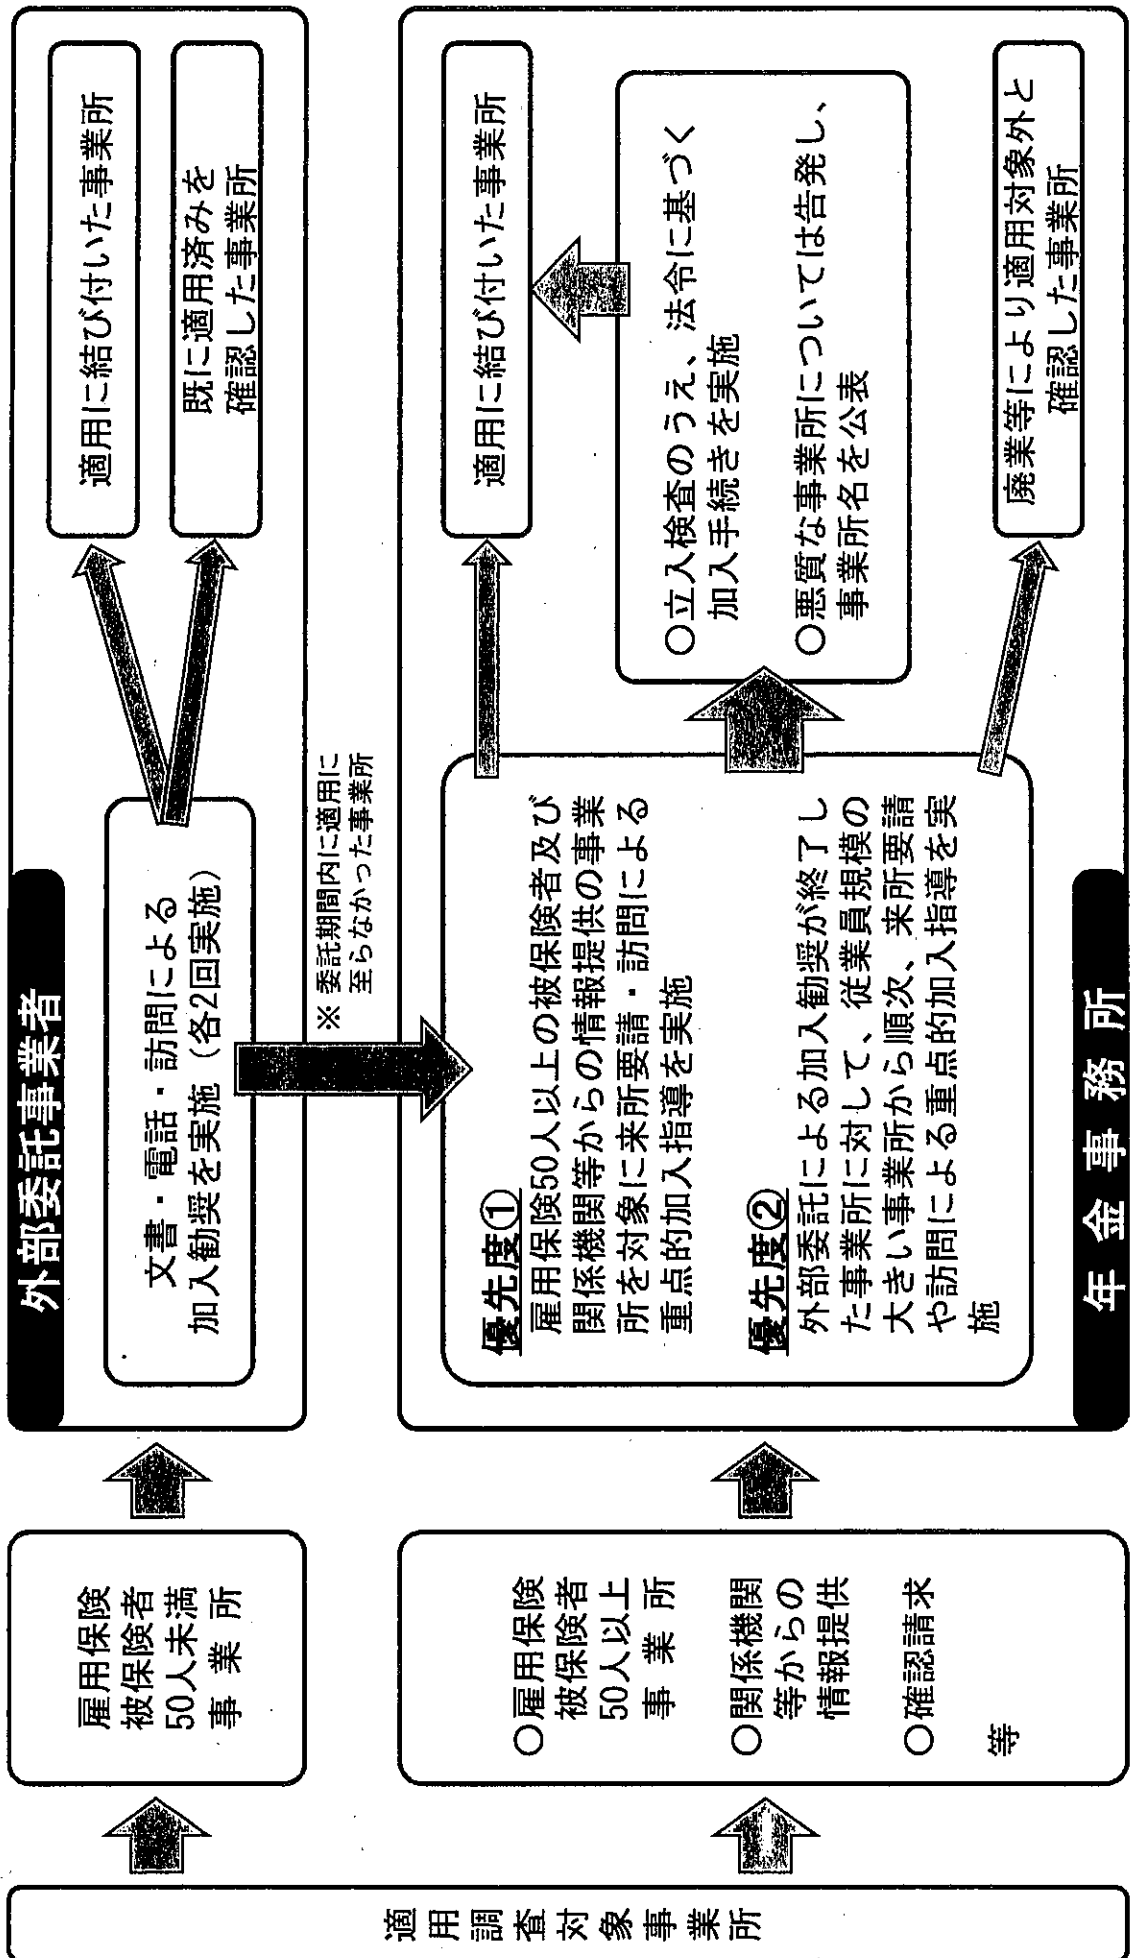 適用調査対象事業所
雇用保険
被保険者
50人未満
事業所
○雇用保険
被保険者
50人以上
事業所
○関係機関
等からの
情報提供
○確認請求
等
外部委託事業者
文書・電話・訪問による
加入勧奨を実施（各2回実施）
適用に結び付いた事業所
既に適用済みを
確認した事業所
※ 委託期間内に適用に
至らなかった事業所
優先度①
雇用保険50人以上の被保険者及び
関係機関等からの情報提供の事業
所を対象に来所要請・訪問による
重点的加入指導を実施
優先度②
外部委託による加入勧奨が終了し
た事業所に対して、従業員規模の
大きい事業所から順次、来所要請
や訪問による重点的加入指導を実
施
適用に結び付いた事業所
○立入検査のうえ、法令に基づく
加入手続きを実施
○悪質な事業所については告発し、
事業所名を公表
廃業等により適用対象外と
確認した事業所
年金事務所